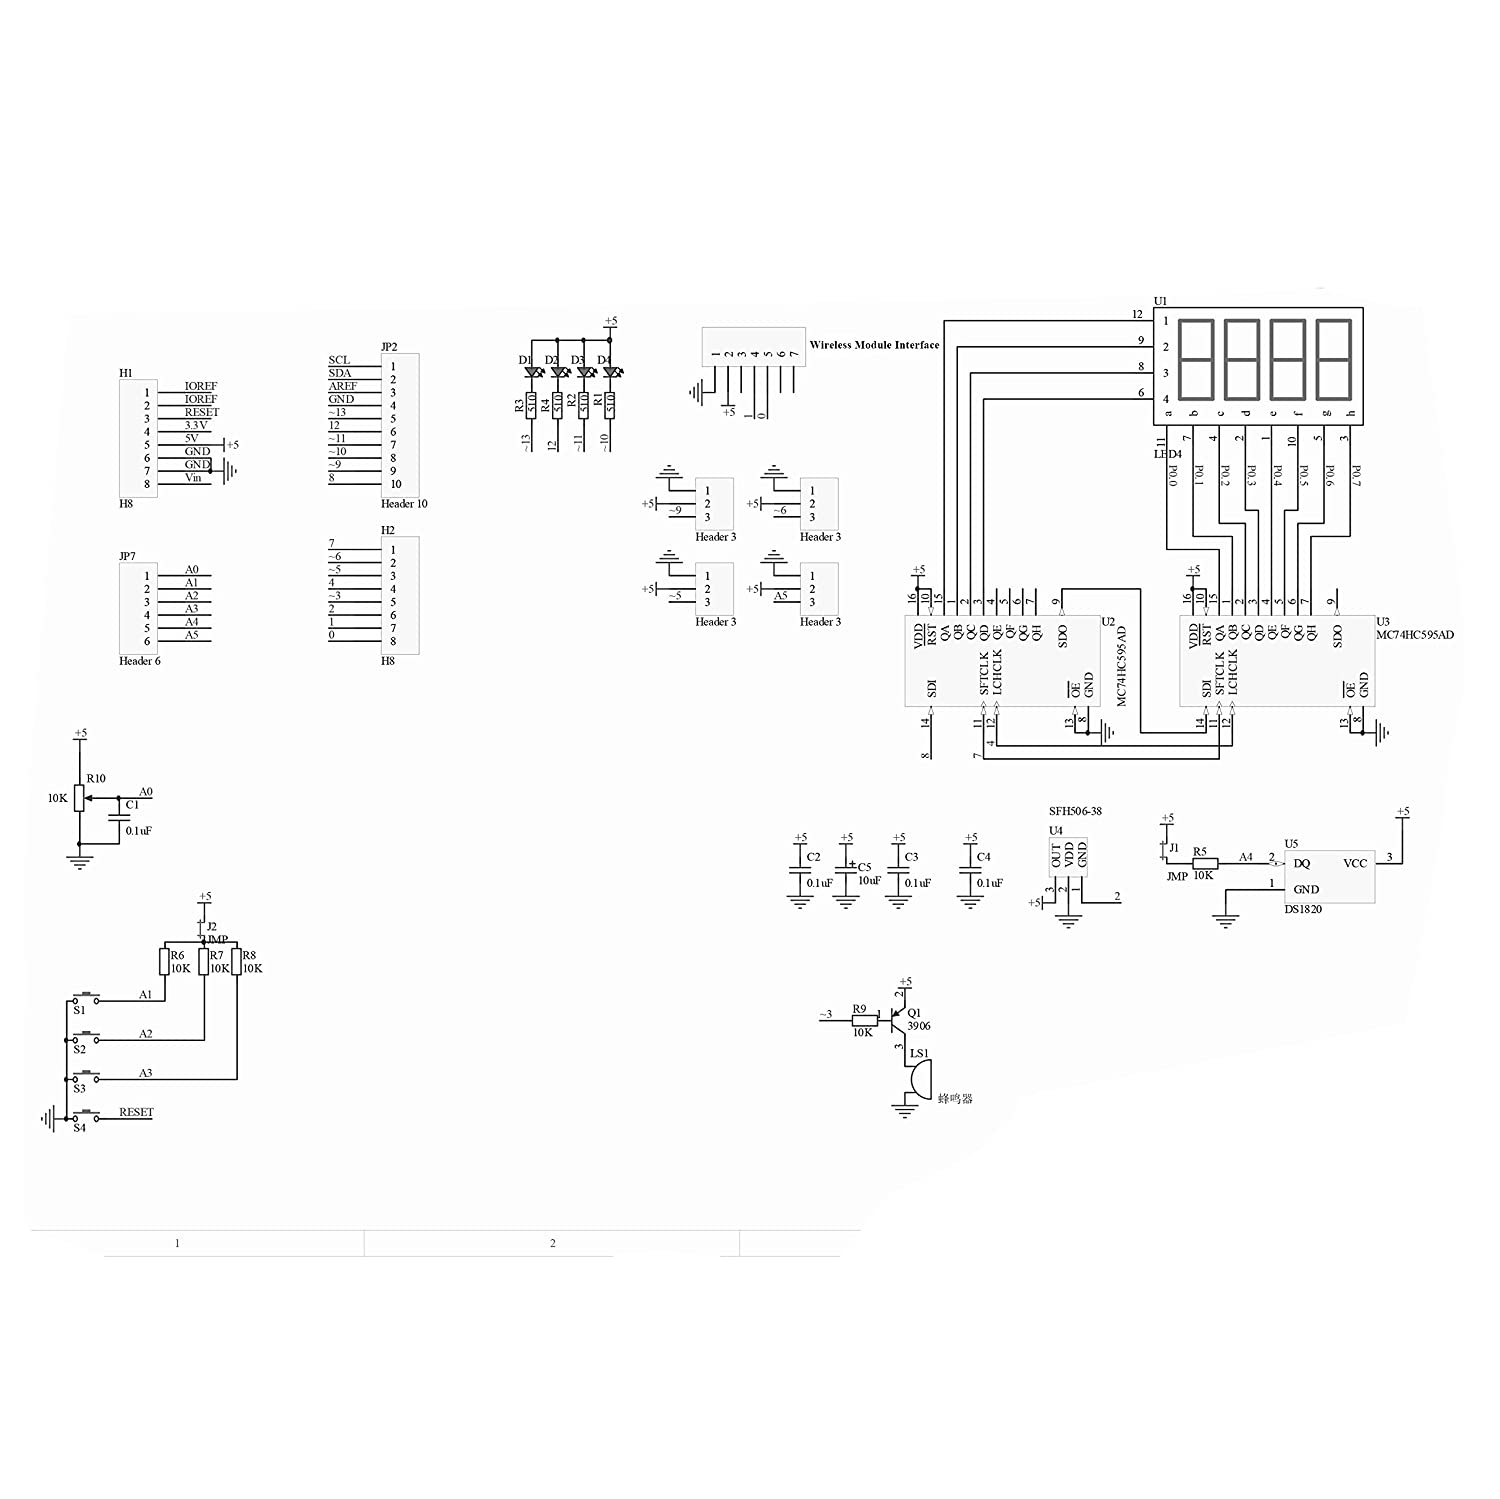 H1
1 IOREF
2 IOREF
3 RESET
4 3.3V
5 5V +5
6 GND
7 GND
8 Vin
H8
JP7
1 A0
2 A1
3 A2
4 A3
5 A4
6 A5
Header 6
JP2
SCL 1
SDA 2
AREF 3
GND 4
~13 5
12 6
~11 7
~10 8
~9 9
8 10
Header 10
H2
7 1
~6 2
~5 3
4 4
~3 5
2 6
1 7
0 8
H8
+5
D1 D2 D3 D4
R3 510 R4 510 R2 510 R1 510
~13 12 ~11 ~10
Wireless Module Interface
1 2 3 4 5 6 7
+5 1 0
1
+5 2
~9 3
Header 3
1
+5 2
~6 3
Header 3
1
+5 2
~5 3
Header 3
1
+5 2
A5 3
Header 3
U1
12 1
9 2
8 3
6 4
a b c d e f g h
11 7 4 2 1 10 5 3
LED4
P0.0 P0.1 P0.2 P0.3 P0.4 P0.5 P0.6 P0.7
+5
16 10 15 1 2 3 4 5 6 7 9
VDD RST QA QB QC QD QE QF QG QH SDO
U2
MC74HC595AD
SDI SFTCLK LCHCLK OE GND
14 11 12 13 8
8 7 4
+5
16 10 15 1 2 3 4 5 6 7 9
VDD RST QA QB QC QD QE QF QG QH SDO
U3
MC74HC595AD
SDI SFTCLK LCHCLK OE GND
14 11 12 13 8
+5
R10
10K
A0
C1
0.1uF
+5
J2
JMP
R6
10K
R7
10K
R8
10K
A1
S1
A2
S2
A3
S3
RESET
S4
+5
C2
0.1uF
+5
C5
10uF
+5
C3
0.1uF
+5
C4
0.1uF
SFH506-38
U4
OUT VDD GND
3 2 1
+5 2
+5
J1
JMP
R5
10K
A4 2
1
U5
DQ VCC
GND
DS1820
3
+5
+5
2
~3
R9
10K
1
Q1
3906
3
LS1
蜂鸣器
1 2